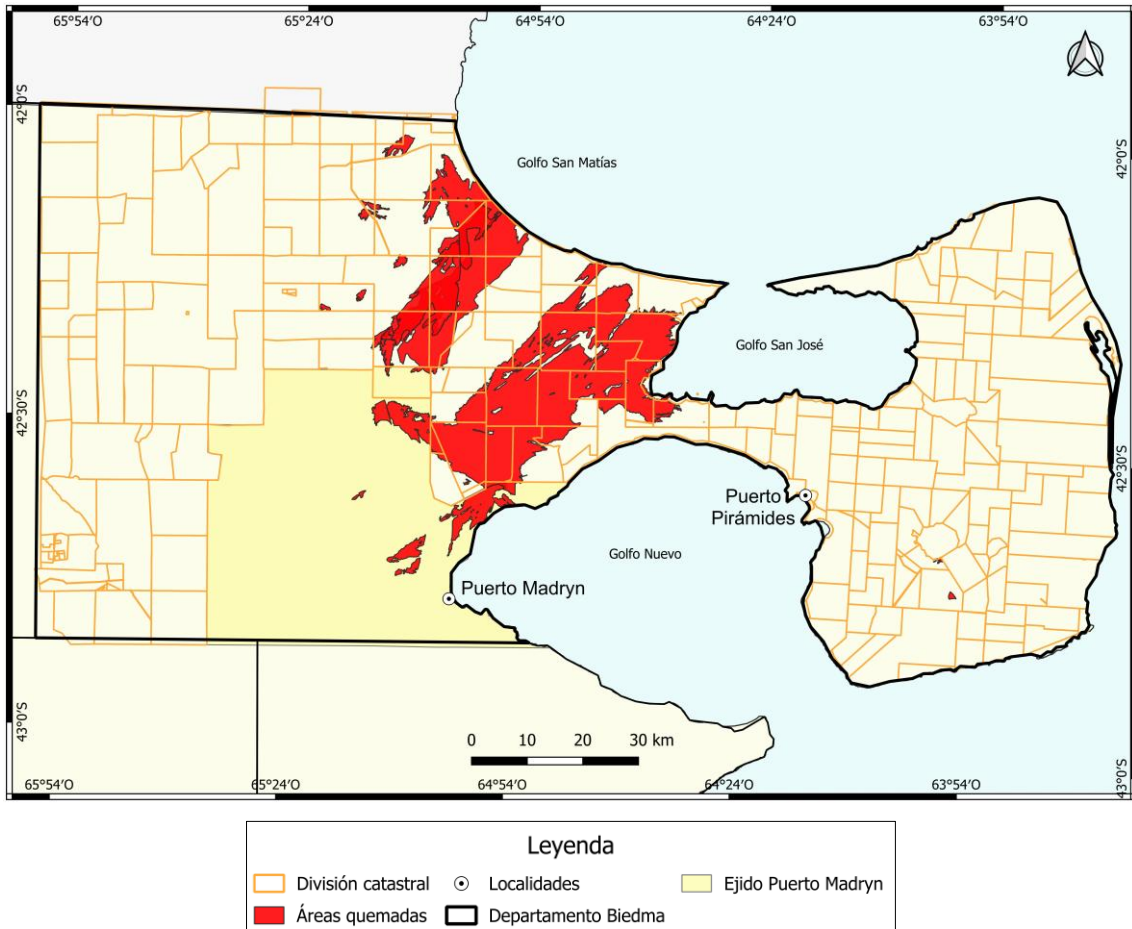 65°54′O 65°24′O 64°54′O 64°24′O 63°54′O
42°0′S
42°0′S
Golfo San Matías
Golfo San José
42°30′S
42°30′S
Puerto
Pirámides
Golfo Nuevo
Puerto Madryn
43°0′S
43°0′S
0 10 20 30 km
65°54′O 65°24′O 64°54′O 64°24′O 63°54′O
Leyenda
División catastral Localidades Ejido Puerto Madryn
Áreas quemadas Departamento Biedma